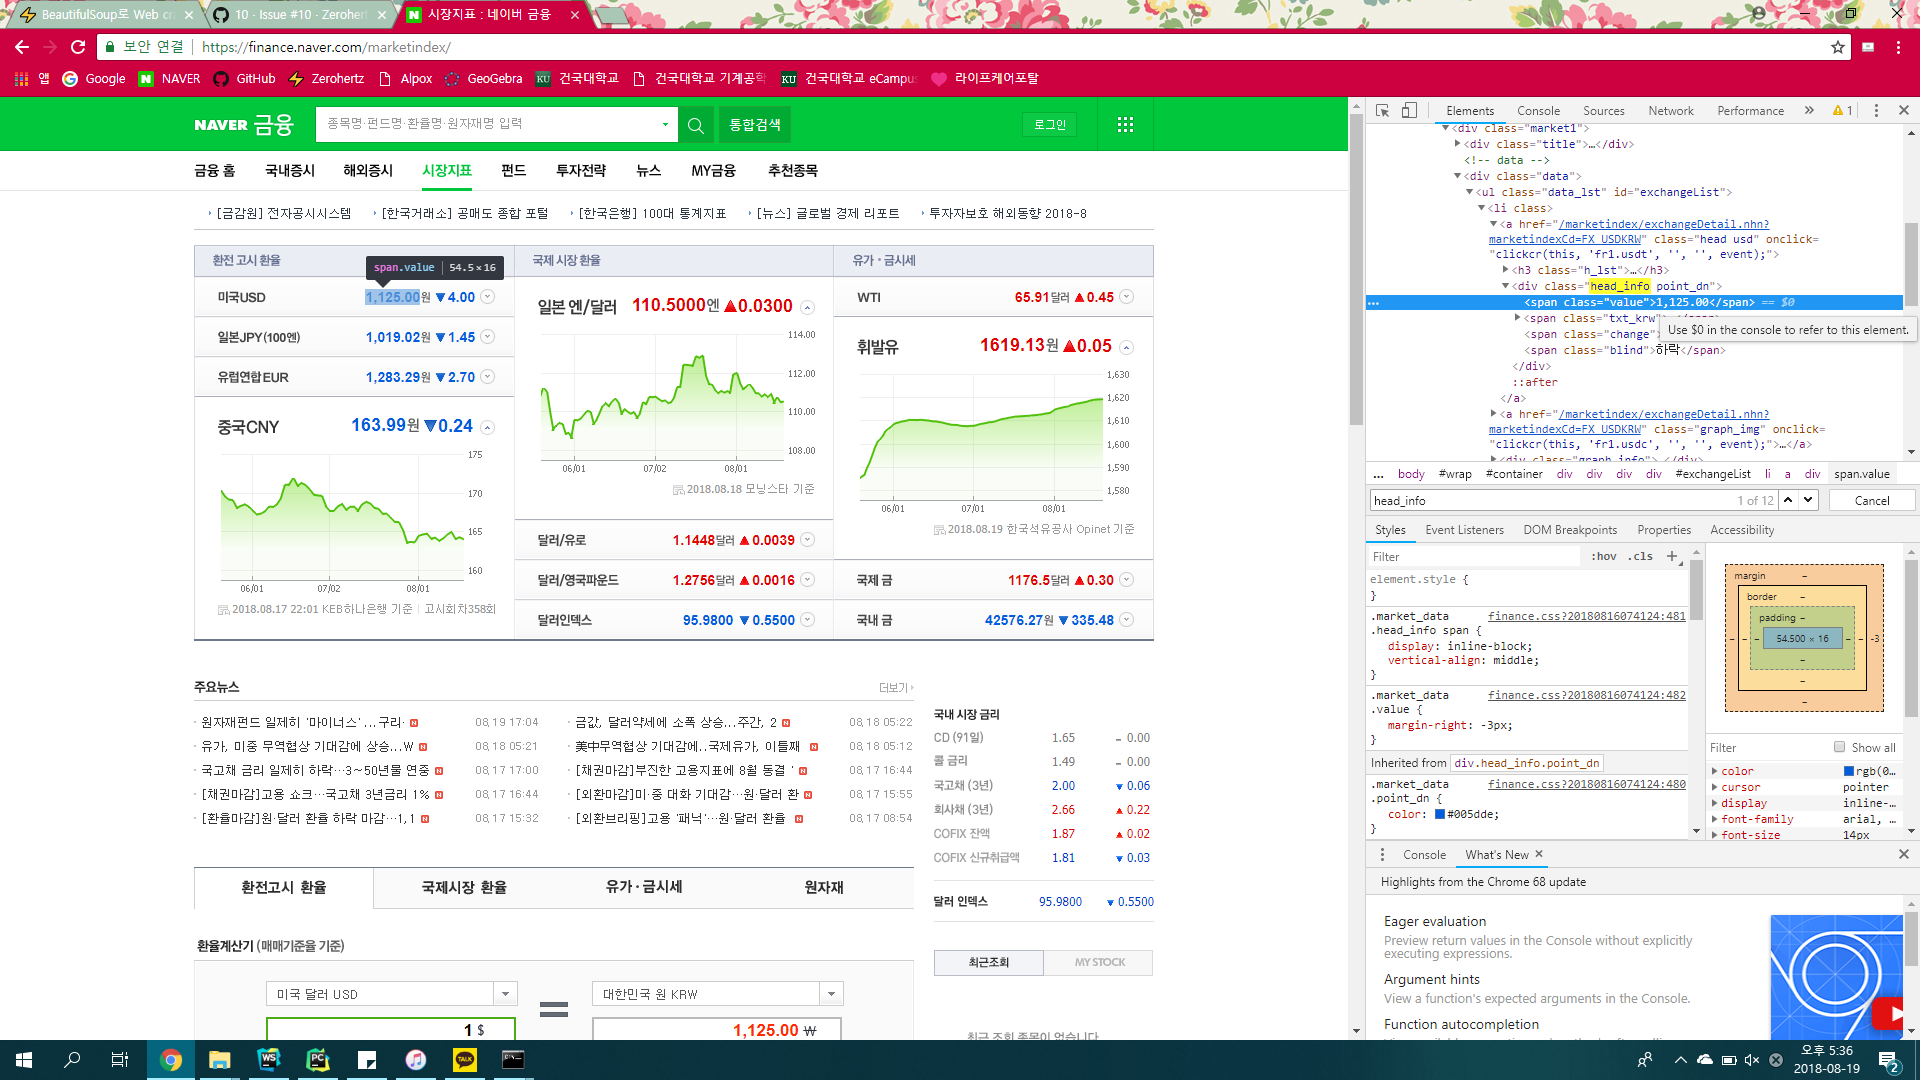 BeautifulSoup로 Web cr
10 - Issue #10 - Zerohert
시장지표 : 네이버 금융
보안 연결
https://finance.naver.com/marketindex/
앱
Google
NAVER
GitHub
Zerohertz
Alpox
GeoGebra
건국대학교
건국대학교 기계공학
건국대학교 eCampus
라이프케어포탈
NAVER 금융
종목명·펀드명·환율명·원자재명 입력
통합검색
로그인
금융 홈
국내증시
해외증시
시장지표
펀드
투자전략
뉴스
MY금융
추천종목
[금감원] 전자공시시스템
[한국거래소] 공매도 종합 포털
[한국은행] 100대 통계지표
[뉴스] 글로벌 경제 리포트
투자자보호 해외동향 2018-8
환전 고시 환율
span.value | 54.5×16
미국USD 1,125.00원 ▼4.00
일본JPY(100엔) 1,019.02원 ▼1.45
유럽연합EUR 1,283.29원 ▼2.70
중국CNY 163.99원 ▼0.24
175
170
165
160
06/01 07/02 08/01
2018.08.17 22:01 KEB하나은행 기준 | 고시회차358회
국제 시장 환율
일본 엔/달러 110.5000엔 ▲0.0300
114.00
112.00
110.00
108.00
06/01 07/02 08/01
2018.08.18 모닝스타 기준
달러/유로 1.1448달러 ▲0.0039
달러/영국파운드 1.2756달러 ▲0.0016
달러인덱스 95.9800 ▼0.5500
유가·금시세
WTI 65.91달러 ▲0.45
휘발유 1619.13원 ▲0.05
1,630
1,620
1,610
1,600
1,590
1,580
06/01 07/01 08/01
2018.08.19 한국석유공사 Opinet 기준
국제 금 1176.5달러 ▲0.30
국내 금 42576.27원 ▼335.48
주요뉴스
더보기
원자재펀드 일제히 '마이너스'...구리· 08.19 17:04
유가, 미중 무역협상 기대감에 상승...W 08.18 05:21
국고채 금리 일제히 하락…3~50년물 연중 08.17 17:00
[채권마감]고용 쇼크…국고채 3년금리 1% 08.17 16:44
[환율마감]원·달러 환율 하락 마감…1,1 08.17 15:32
금값, 달러약세에 소폭 상승...주간, 2 08.18 05:22
美中무역협상 기대감에..국제유가, 이틀째 08.18 05:12
[채권마감]부진한 고용지표에 8월 동결 ' 08.17 16:44
[외환마감]미·중 대화 기대감…원·달러 환 08.17 15:55
[외환브리핑]고용 '패닉'…원·달러 환율 08.17 08:54
국내 시장 금리
CD (91일) 1.65 - 0.00
콜 금리 1.49 - 0.00
국고채 (3년) 2.00 ▼ 0.06
회사채 (3년) 2.66 ▲ 0.22
COFIX 잔액 1.87 ▲ 0.02
COFIX 신규취급액 1.81 ▼ 0.03
달러 인덱스 95.9800 ▼ 0.5500
최근조회
MY STOCK
최근 조회 종목이 없습니다
환전고시 환율
국제시장 환율
유가·금시세
원자재
환율계산기 (매매기준율 기준)
미국 달러 USD
대한민국 원 KRW
1 $
1,125.00 ₩
Elements
Console
Sources
Network
Performance
»
1
▼<div class="market1">
▶<div class="title">…</div>
<!-- data -->
▼<div class="data">
▼<ul class="data_lst" id="exchangeList">
▼<li class>
▼<a href="/marketindex/exchangeDetail.nhn?
marketindexCd=FX_USDKRW" class="head usd" onclick=
"clickcr(this, 'fr1.usdt', '', '', event);">
▶<h3 class="h_lst">…</h3>
▼<div class="head_info point_dn">
<span class="value">1,125.00</span> == $0
▶<span class="txt_krw">
Use $0 in the console to refer to this element.
<span class="change">
<span class="blind">하락</span>
</div>
::after
</a>
▶<a href="/marketindex/exchangeDetail.nhn?
marketindexCd=FX_USDKRW" class="graph_img" onclick=
"clickcr(this, 'fr1.usdc', '', '', event);">…</a>
▶<div class="graph_info">…</div>
... body #wrap #container div div div div #exchangeList li a div span.value
head_info
1 of 12
Cancel
Styles
Event Listeners
DOM Breakpoints
Properties
Accessibility
Filter
:hov .cls +
element.style {
}
.market_data finance.css?20180816074124:481
.head_info span {
display: inline-block;
vertical-align: middle;
}
.market_data finance.css?20180816074124:482
.value {
margin-right: -3px;
}
Inherited from div.head_info.point_dn
.market_data finance.css?20180816074124:480
.point_dn {
color: #005dde;
}
margin –
border –
padding –
54.500 × 16
-3
Filter
Show all
color rgb(0…
cursor pointer
display inline-…
font-family arial, …
font-size 14px
Console
What's New
Highlights from the Chrome 68 update
Eager evaluation
Preview return values in the Console without explicitly
executing expressions.
Argument hints
View a function's expected arguments in the Console.
Function autocompletion
WS
PC
TALK
오후 5:36
2018-08-19
2